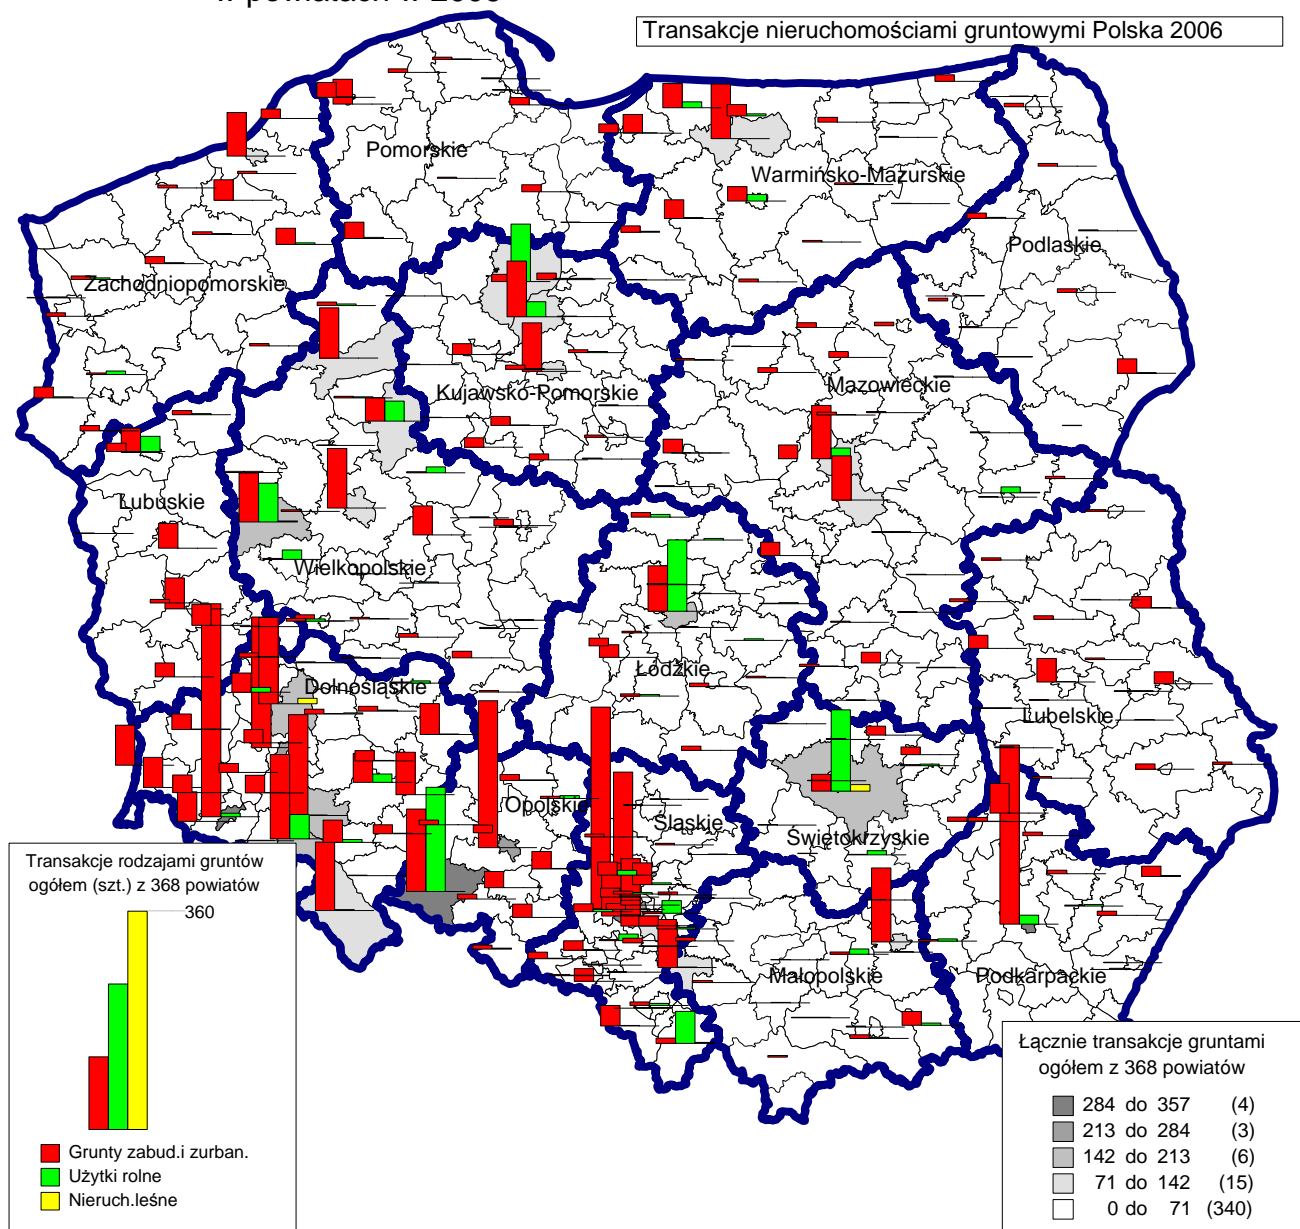 Transakcje nieruchomościami gruntowymi Polska 2006
Pomorskie
Warmińsko-Mazurskie
Podlaskie
Zachodniopomorskie
Kujawsko-Pomorskie
Mazowieckie
Lubuskie
Wielkopolskie
Łódzkie
Dolnośląskie
Lubelskie
Opolskie
Śląskie
Świętokrzyskie
Małopolskie
Podkarpackie
Transakcje rodzajami gruntów
ogółem (szt.) z 368 powiatów
360
Grunty zabud.i zurban.
Użytki rolne
Nieruch.leśne
Łącznie transakcje gruntami
ogółem z 368 powiatów
284 do 357 (4)
213 do 284 (3)
142 do 213 (6)
71 do 142 (15)
0 do 71 (340)